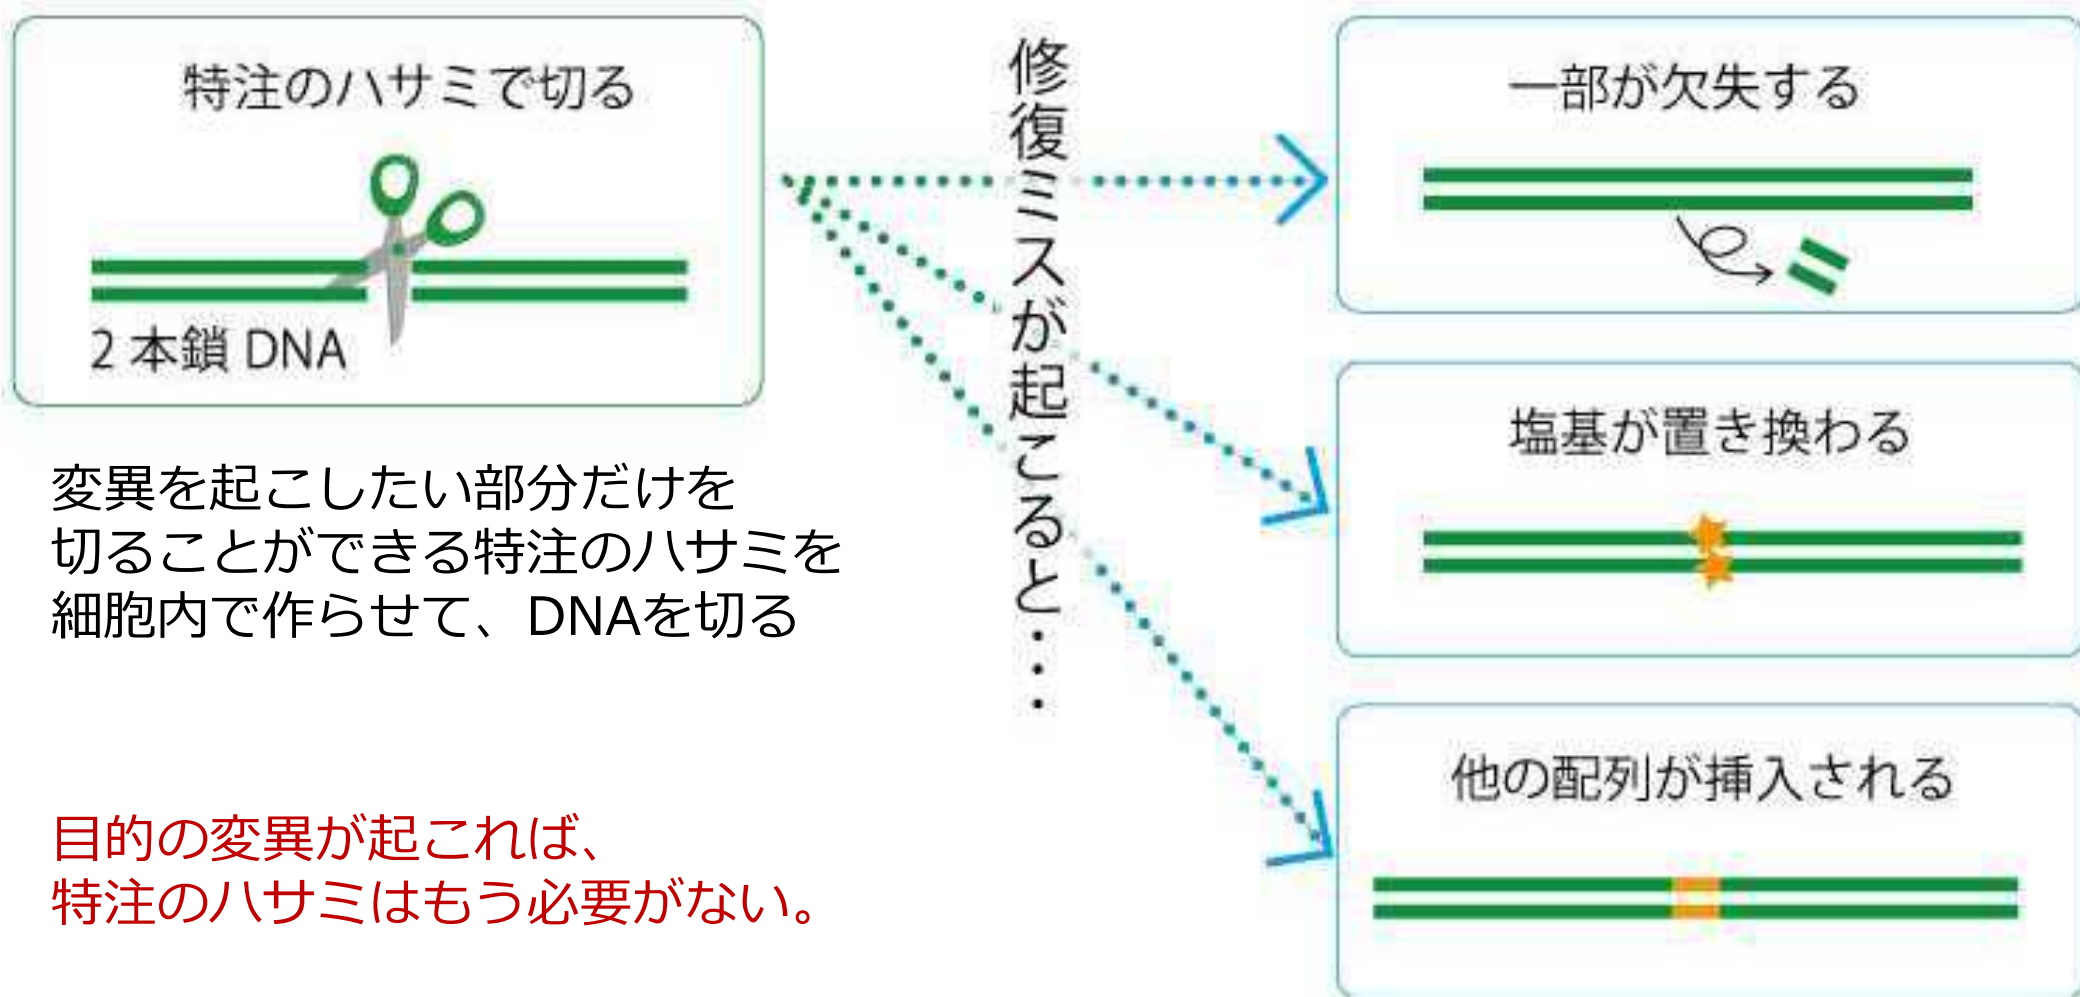 特注のハサミで切る
2本鎖 DNA
変異を起こしたい部分だけを
切ることができる特注のハサミを
細胞内で作らせて、DNAを切る
目的の変異が起これば、
特注のハサミはもう必要がない。
修復ミスが起こると・・・
一部が欠失する
塩基が置き換わる
他の配列が挿入される